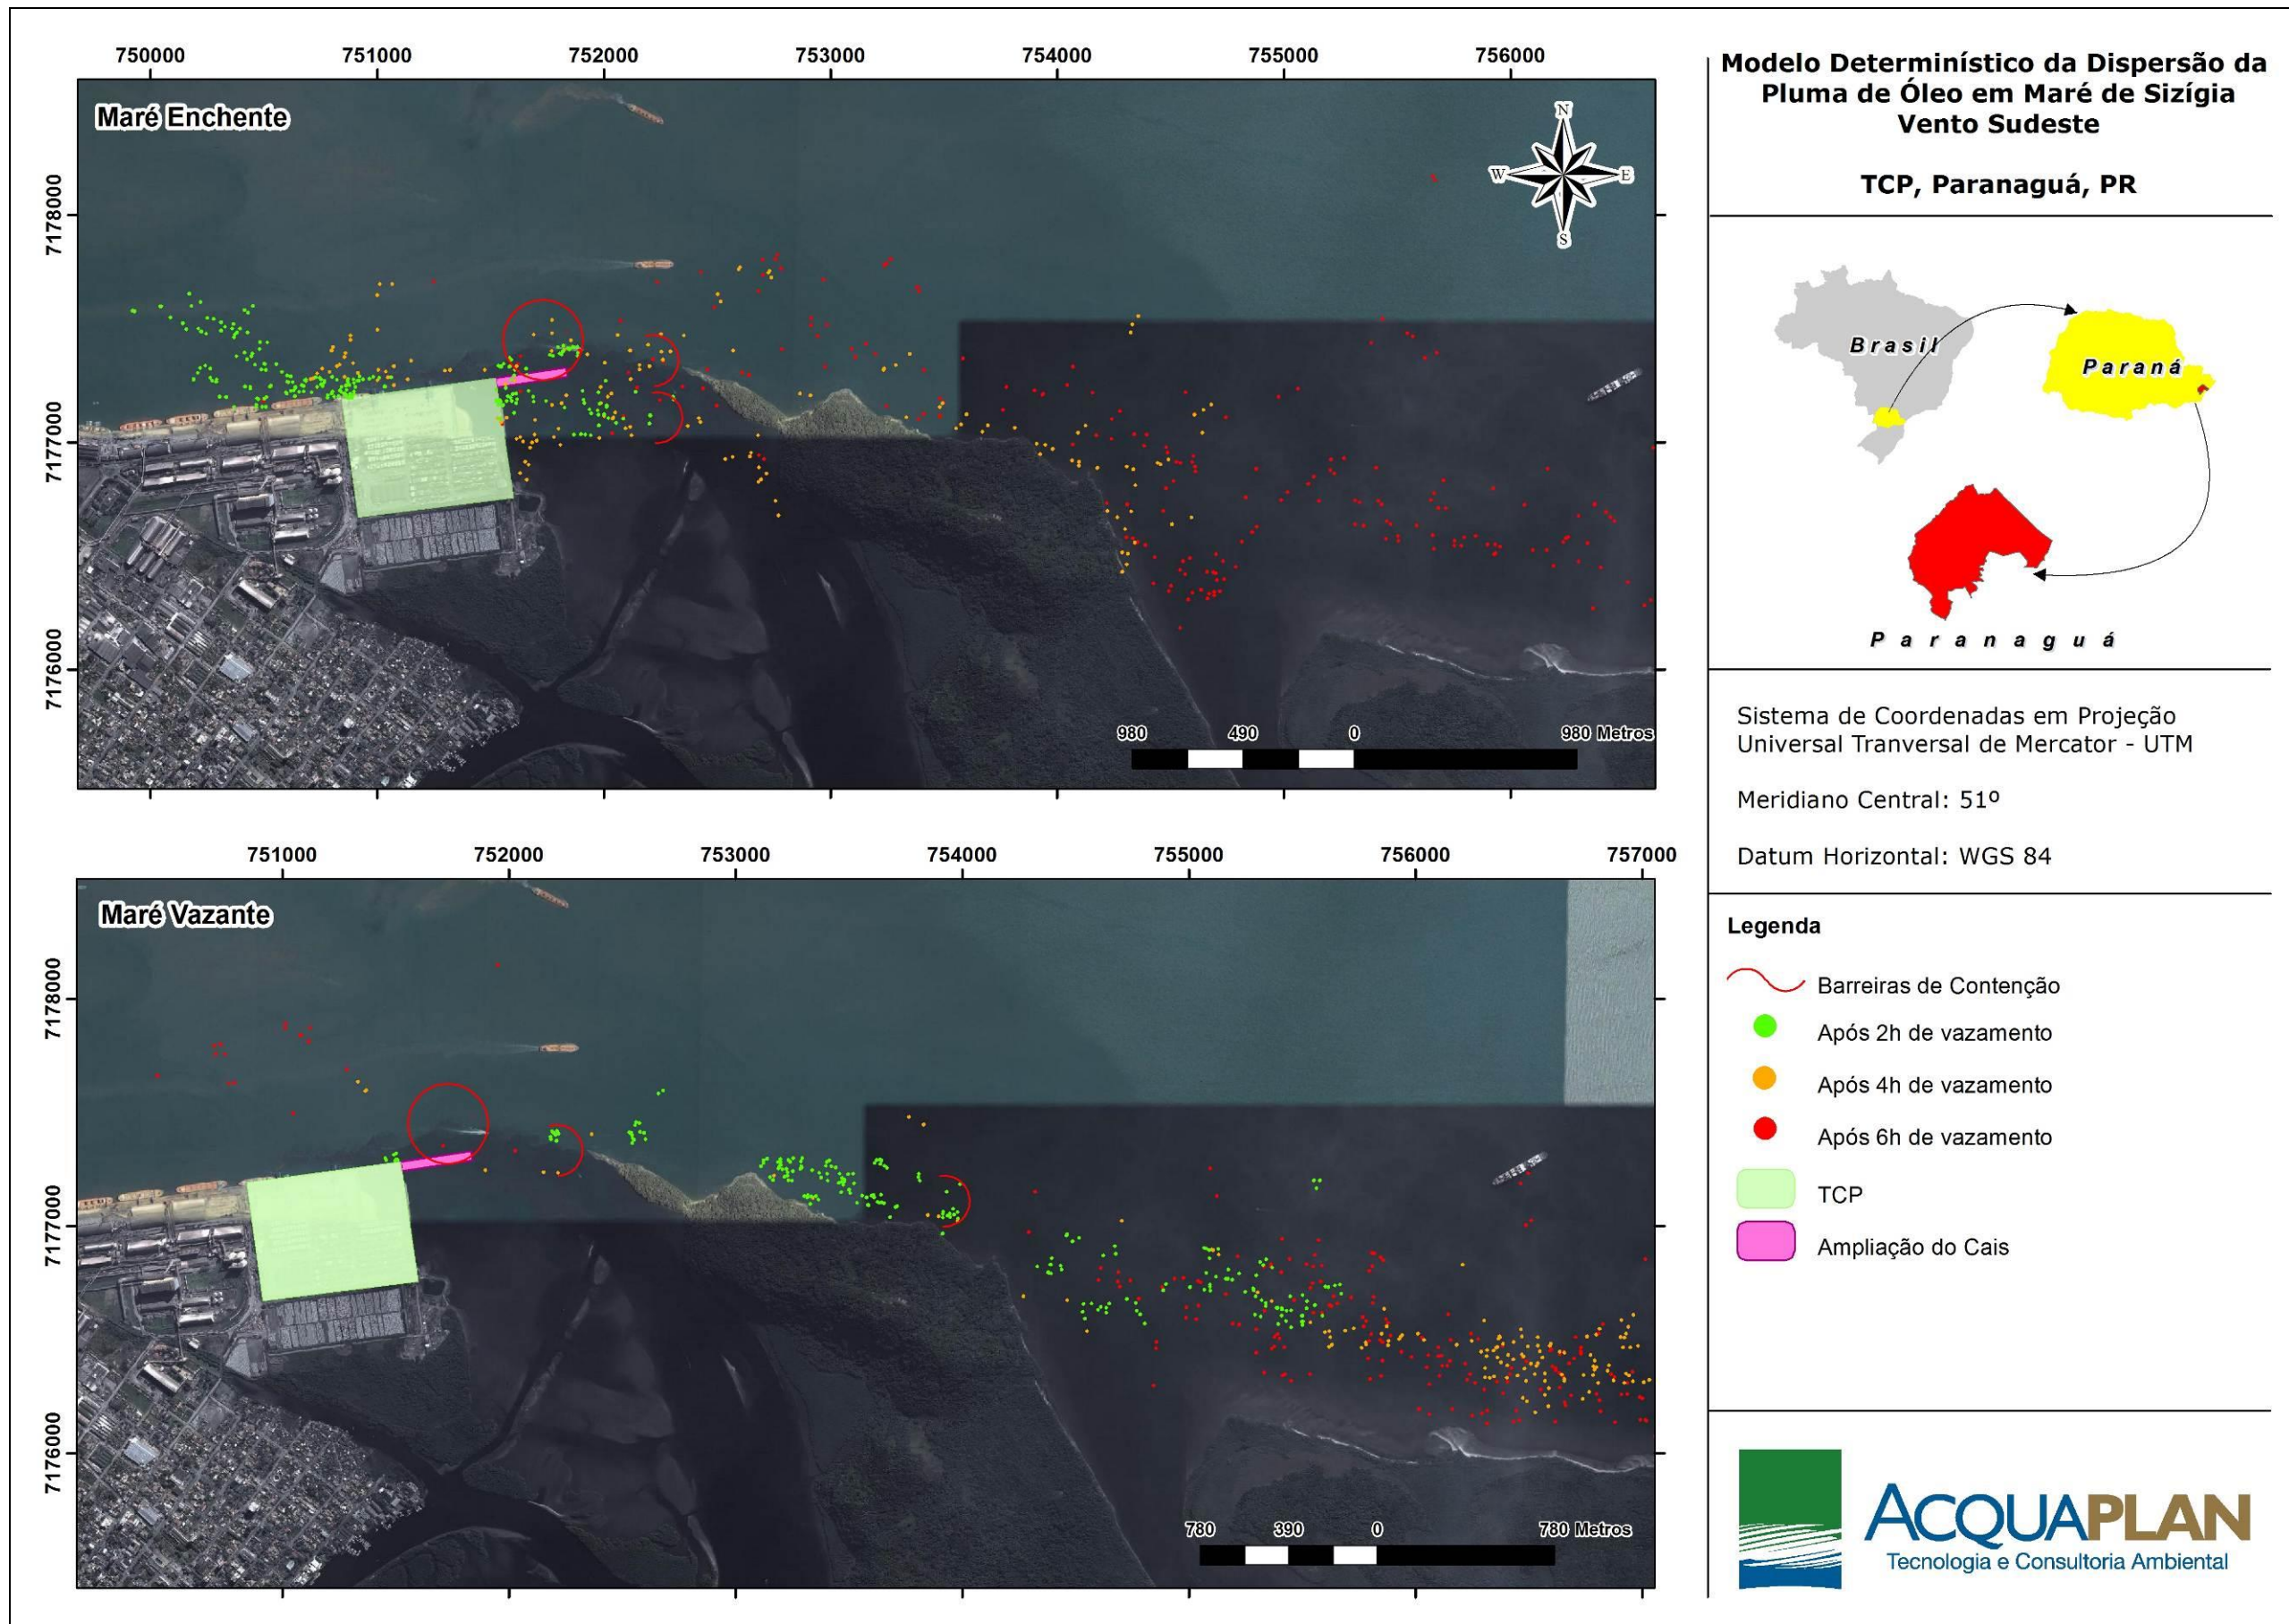 750000 751000 752000 753000 754000 755000 756000
Maré Enchente
N
W E
S
7178000
7177000
7176000
980 490 0 980 Metros
751000 752000 753000 754000 755000 756000 757000
Maré Vazante
7178000
7177000
7176000
780 390 0 780 Metros
Modelo Determinístico da Dispersão da
Pluma de Óleo em Maré de Sizígia
Vento Sudeste
TCP, Paranaguá, PR
Brasil
Paraná
Paranaguá
Sistema de Coordenadas em Projeção
Universal Tranversal de Mercator - UTM
Meridiano Central: 51º
Datum Horizontal: WGS 84
Legenda
Barreiras de Contenção
Após 2h de vazamento
Após 4h de vazamento
Após 6h de vazamento
TCP
Ampliação do Cais
ACQUAPLAN
Tecnologia e Consultoria Ambiental